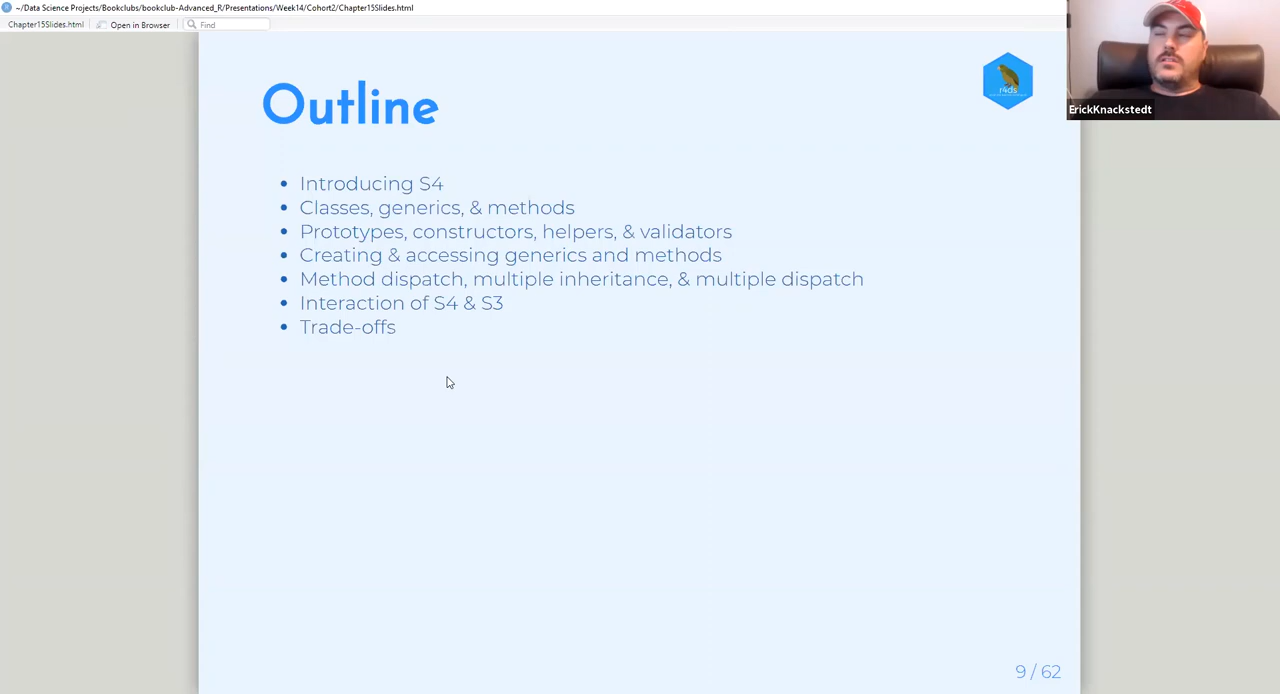 ~/Data Science Projects/Bookclubs/bookclub-Advanced_R/Presentations/Week14/Cohort2/Chapter15Slides.html
Chapter15Slides.html
Open in Browser
Find
ErickKnackstedt
Outline
r4ds
Introducing S4
Classes, generics, & methods
Prototypes, constructors, helpers, & validators
Creating & accessing generics and methods
Method dispatch, multiple inheritance, & multiple dispatch
Interaction of S4 & S3
Trade-offs
9 / 62